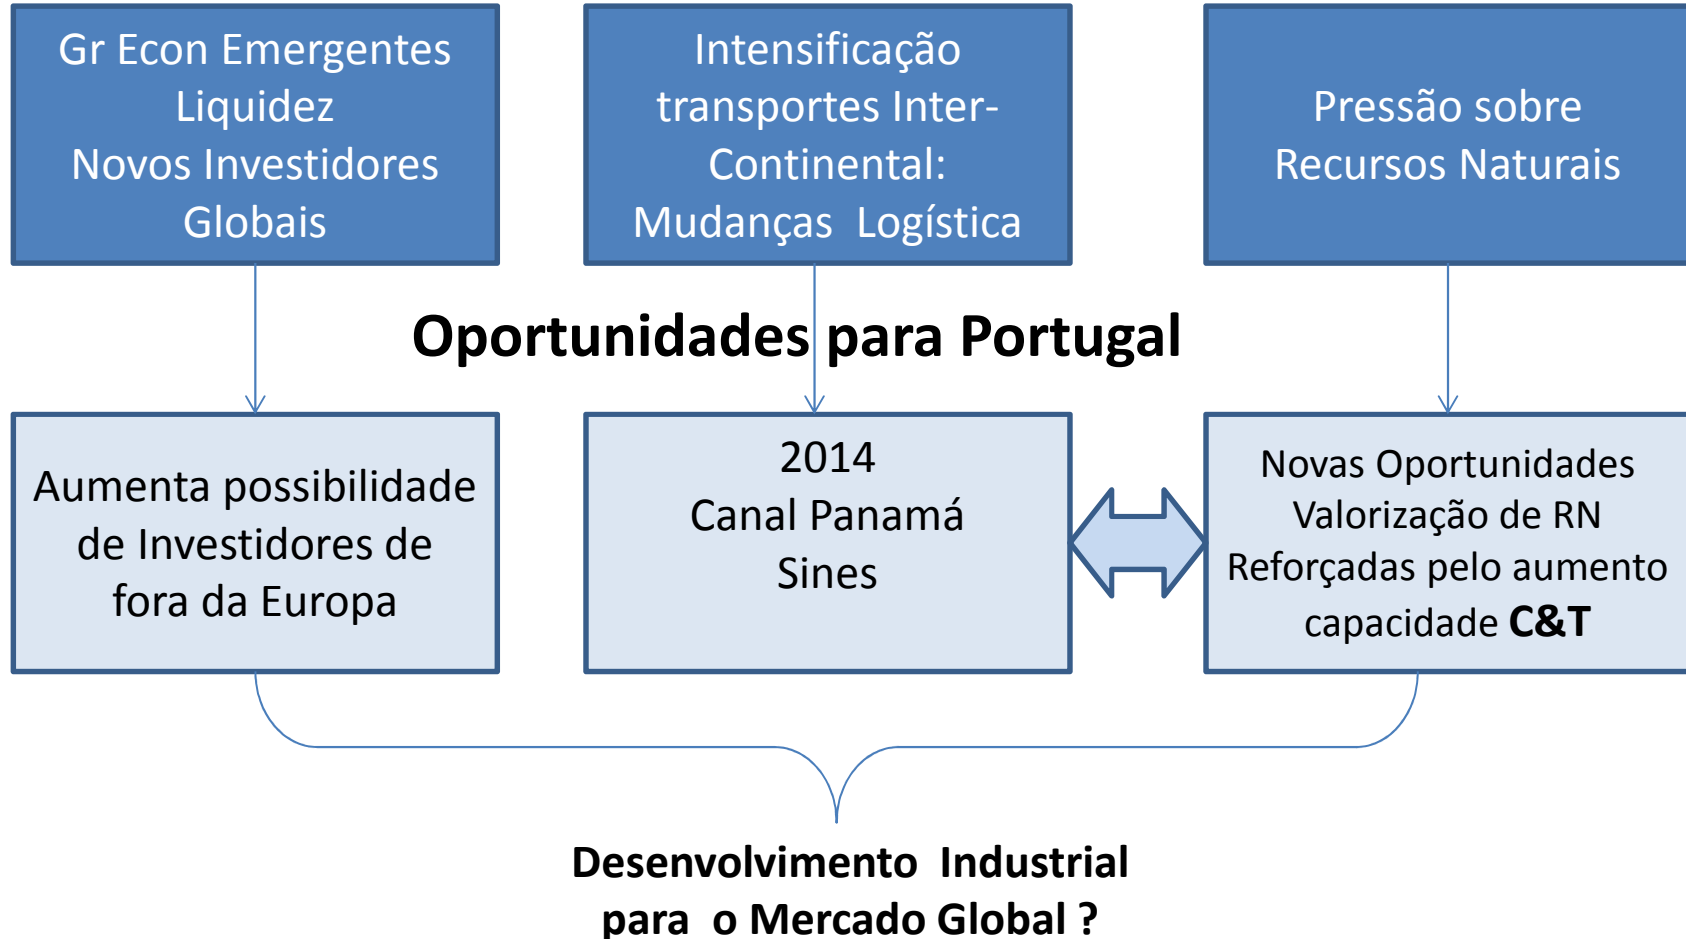 Gr Econ Emergentes
Liquidez
Novos Investidores
Globais
Intensificação
transportes Inter-
Continental:
Mudanças  Logística
Pressão sobre
Recursos Naturais
Oportunidades para Portugal
Aumenta possibilidade
de Investidores de
fora da Europa
2014
Canal Panamá
Sines
Novas Oportunidades
Valorização de RN
Reforçadas pelo aumento
capacidade C&T
Desenvolvimento  Industrial
para  o Mercado Global ?